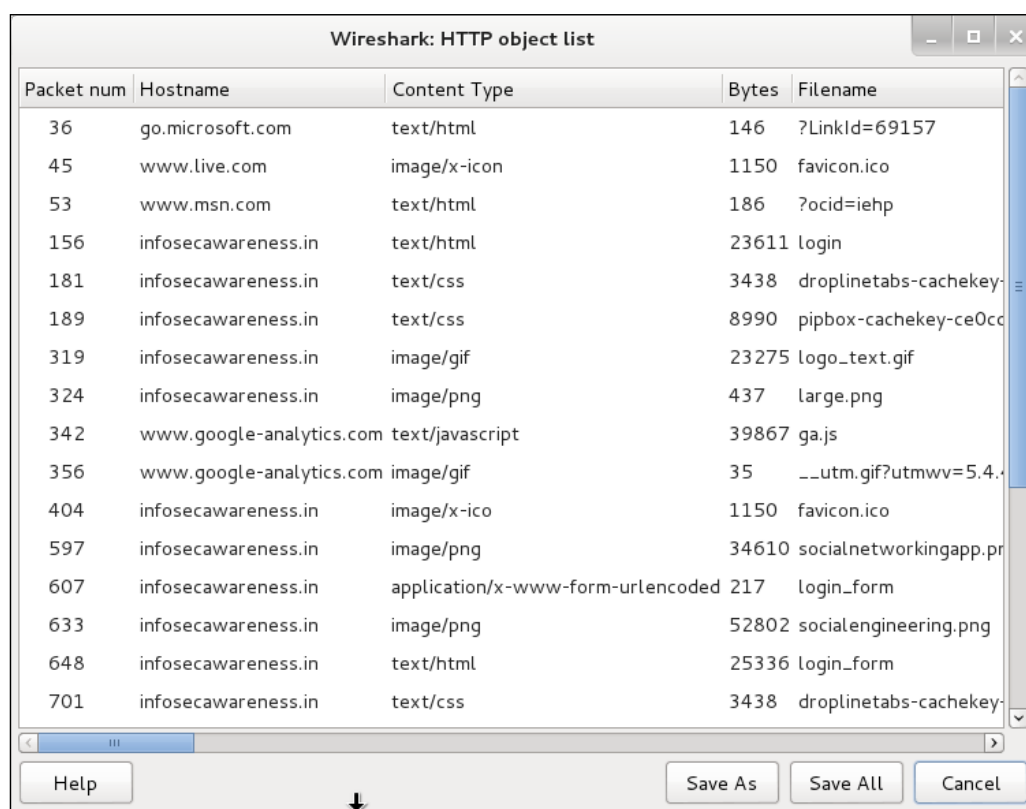 Wireshark: HTTP object list
Packet num Hostname Content Type Bytes Filename
36 go.microsoft.com text/html 146 ?LinkId=69157
45 www.live.com image/x-icon 1150 favicon.ico
53 www.msn.com text/html 186 ?ocid=iehp
156 infosecawareness.in text/html 23611 login
181 infosecawareness.in text/css 3438 droplinetabs-cachekey-
189 infosecawareness.in text/css 8990 pipbox-cachekey-ce0cc
319 infosecawareness.in image/gif 23275 logo_text.gif
324 infosecawareness.in image/png 437 large.png
342 www.google-analytics.com text/javascript 39867 ga.js
356 www.google-analytics.com image/gif 35 __utm.gif?utmwv=5.4.4
404 infosecawareness.in image/x-ico 1150 favicon.ico
597 infosecawareness.in image/png 34610 socialnetworkingapp.pr
607 infosecawareness.in application/x-www-form-urlencoded 217 login_form
633 infosecawareness.in image/png 52802 socialengineering.png
648 infosecawareness.in text/html 25336 login_form
701 infosecawareness.in text/css 3438 droplinetabs-cachekey-
Help Save As Save All Cancel